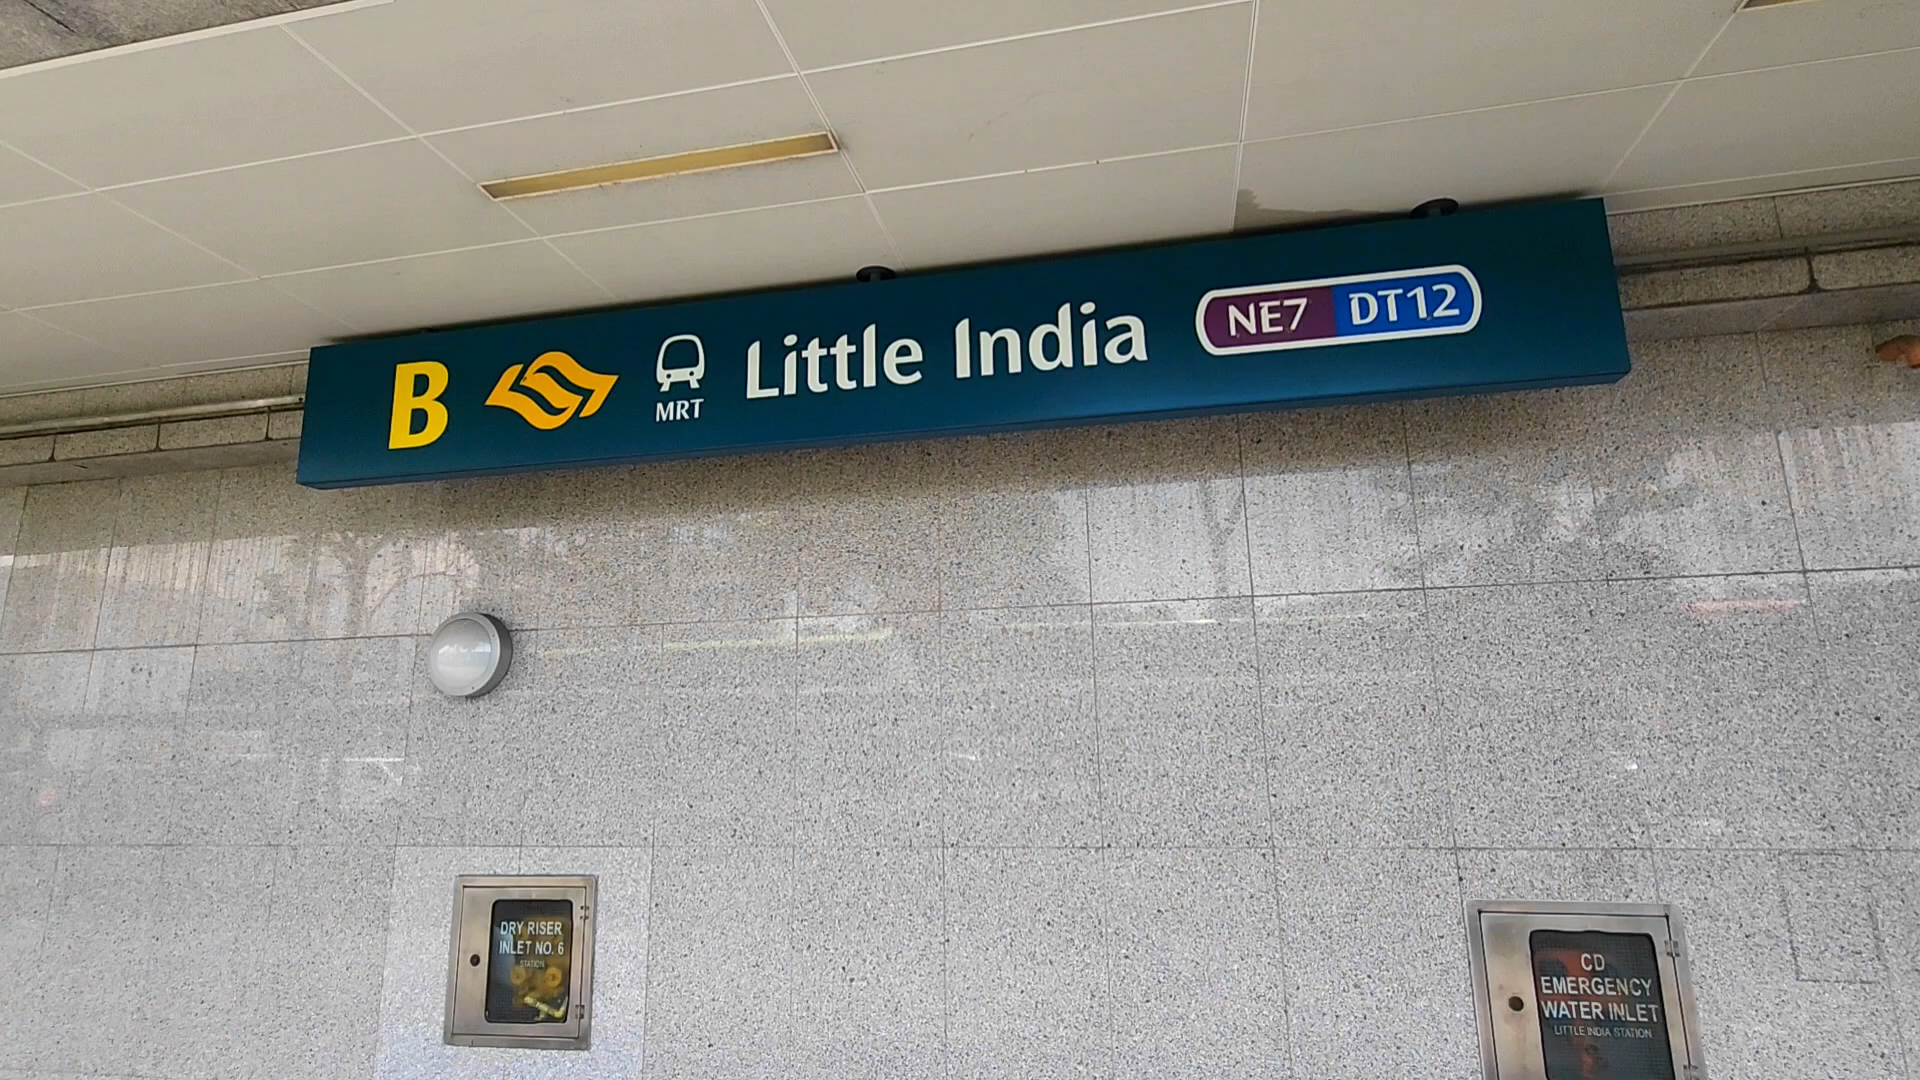 B MRT Little India NE7 DT12
DRY RISER
INLET NO. 6
STATION
CD
EMERGENCY
WATER INLET
LITTLE INDIA STATION